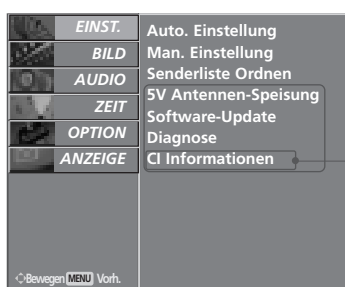 EINST.
BILD
AUDIO
ZEIT
OPTION
ANZEIGE
Auto. Einstellung
Man. Einstellung
Senderliste Ordnen
5V Antennen-Speisung
Software-Update
Diagnose
CI Informationen
Bewegen MENU Vorh.